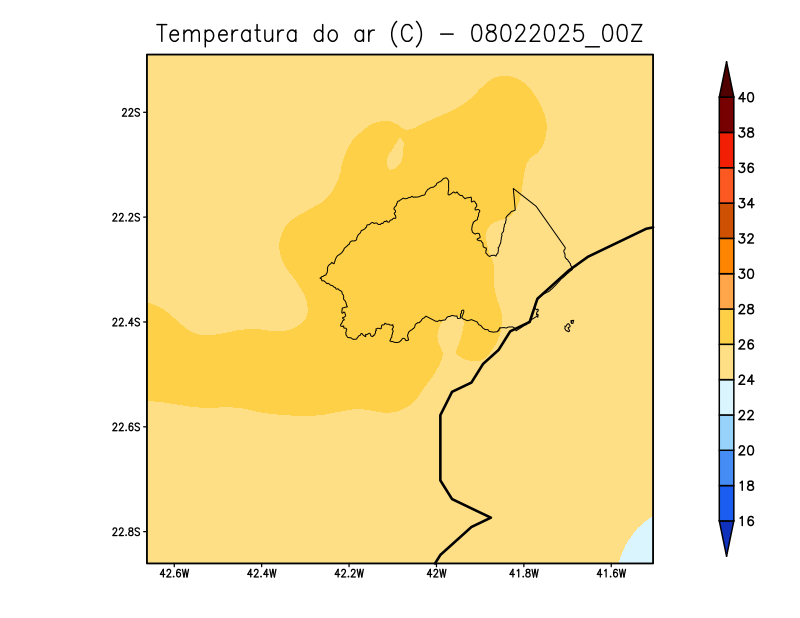 Temperatura do ar (C) - 08022025_00Z
22S
22.2S
22.4S
22.6S
22.8S
42.6W
42.4W
42.2W
42W
41.8W
41.6W
40
38
36
34
32
30
28
26
24
22
20
18
16